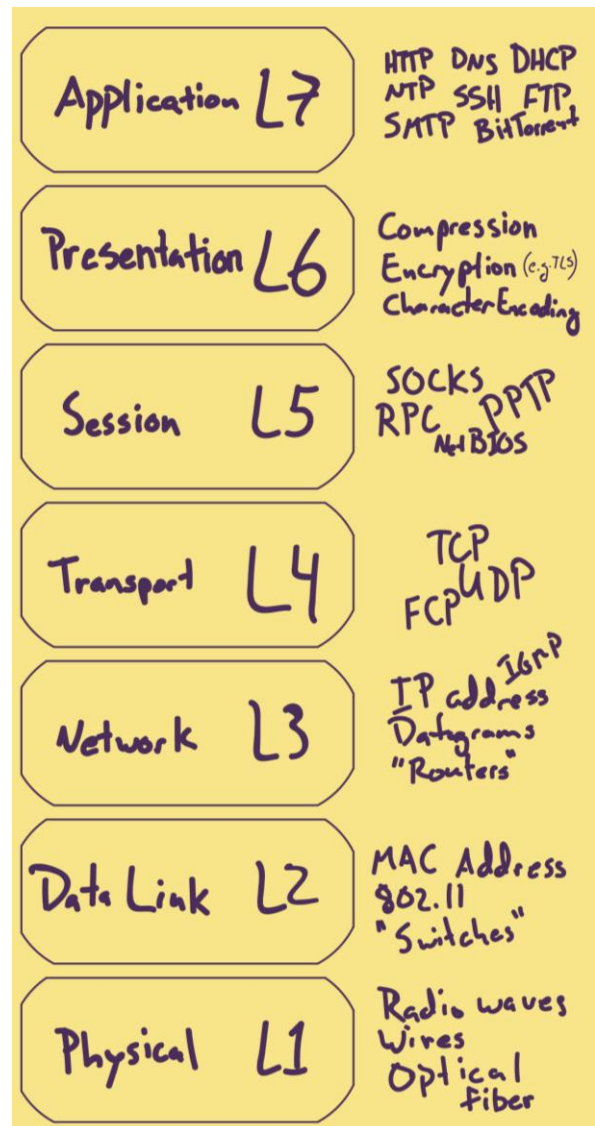 Application L7
HTTP DNS DHCP
NTP SSH FTP
SMTP BitTorrent
Presentation L6
Compression
Encryption (e.g. TLS)
Character Encoding
Session L5
SOCKS
RPC PPTP
NetBIOS
Transport L4
TCP
FCP UDP
Network L3
IGMP
IP address
Datagrams
"Routers"
Data Link L2
MAC Address
802.11
"Switches"
Physical L1
Radio waves
Wires
Optical
Fiber